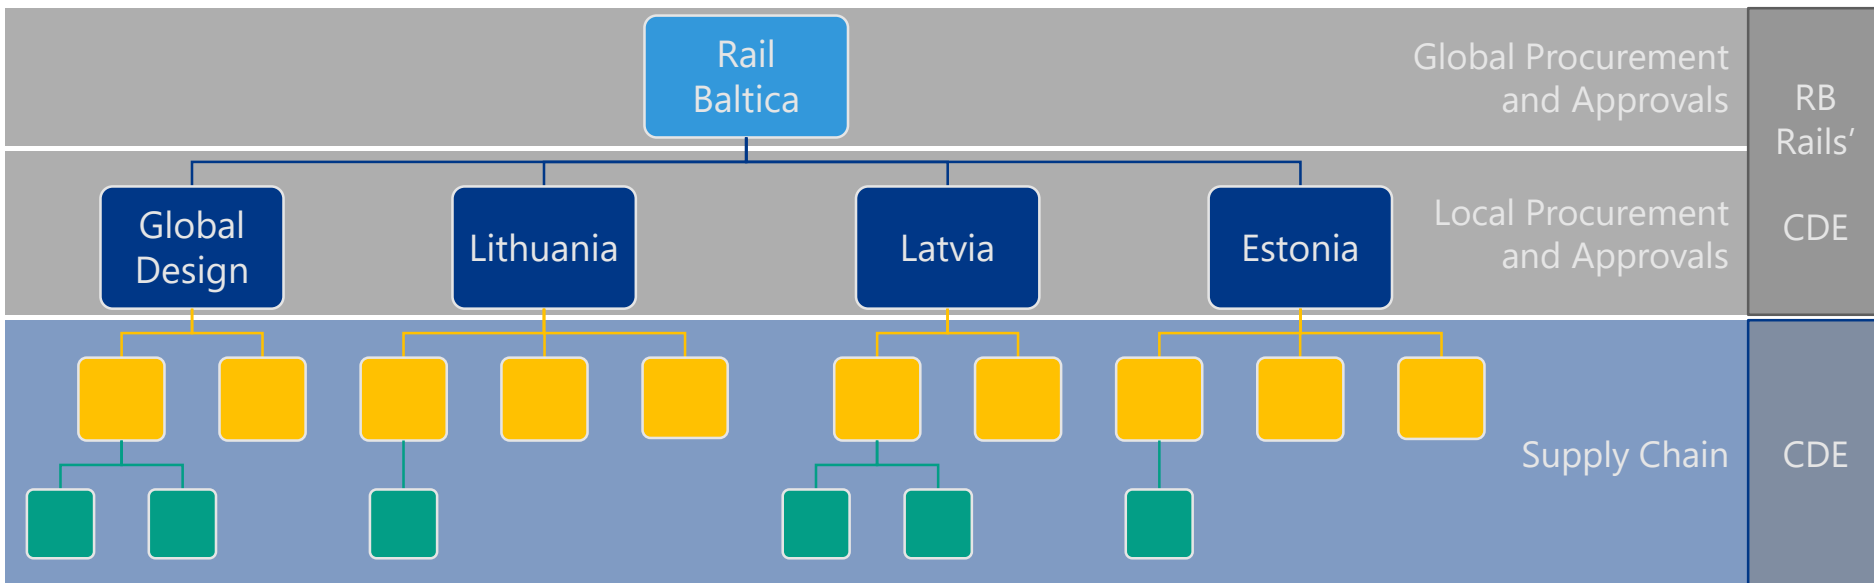 Rail
Baltica
Global Procurement
and Approvals
RB
Rails’
CDE
Global
Design
Lithuania
Latvia
Estonia
Local Procurement
and Approvals
Supply Chain
CDE